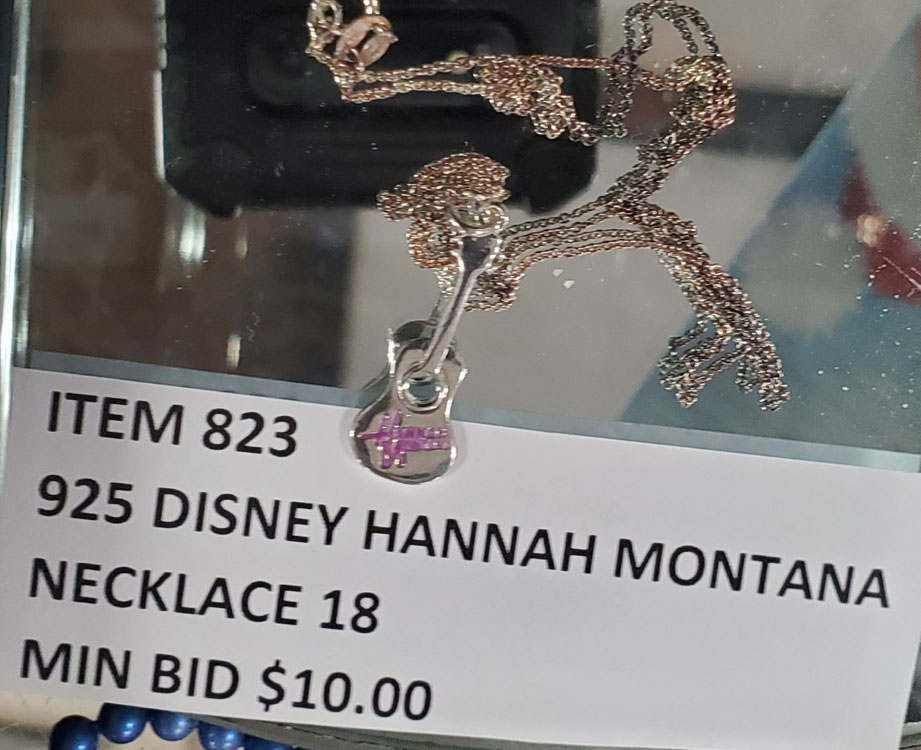 ITEM 823
925 DISNEY HANNAH MONTANA
NECKLACE 18
MIN BID $10.00